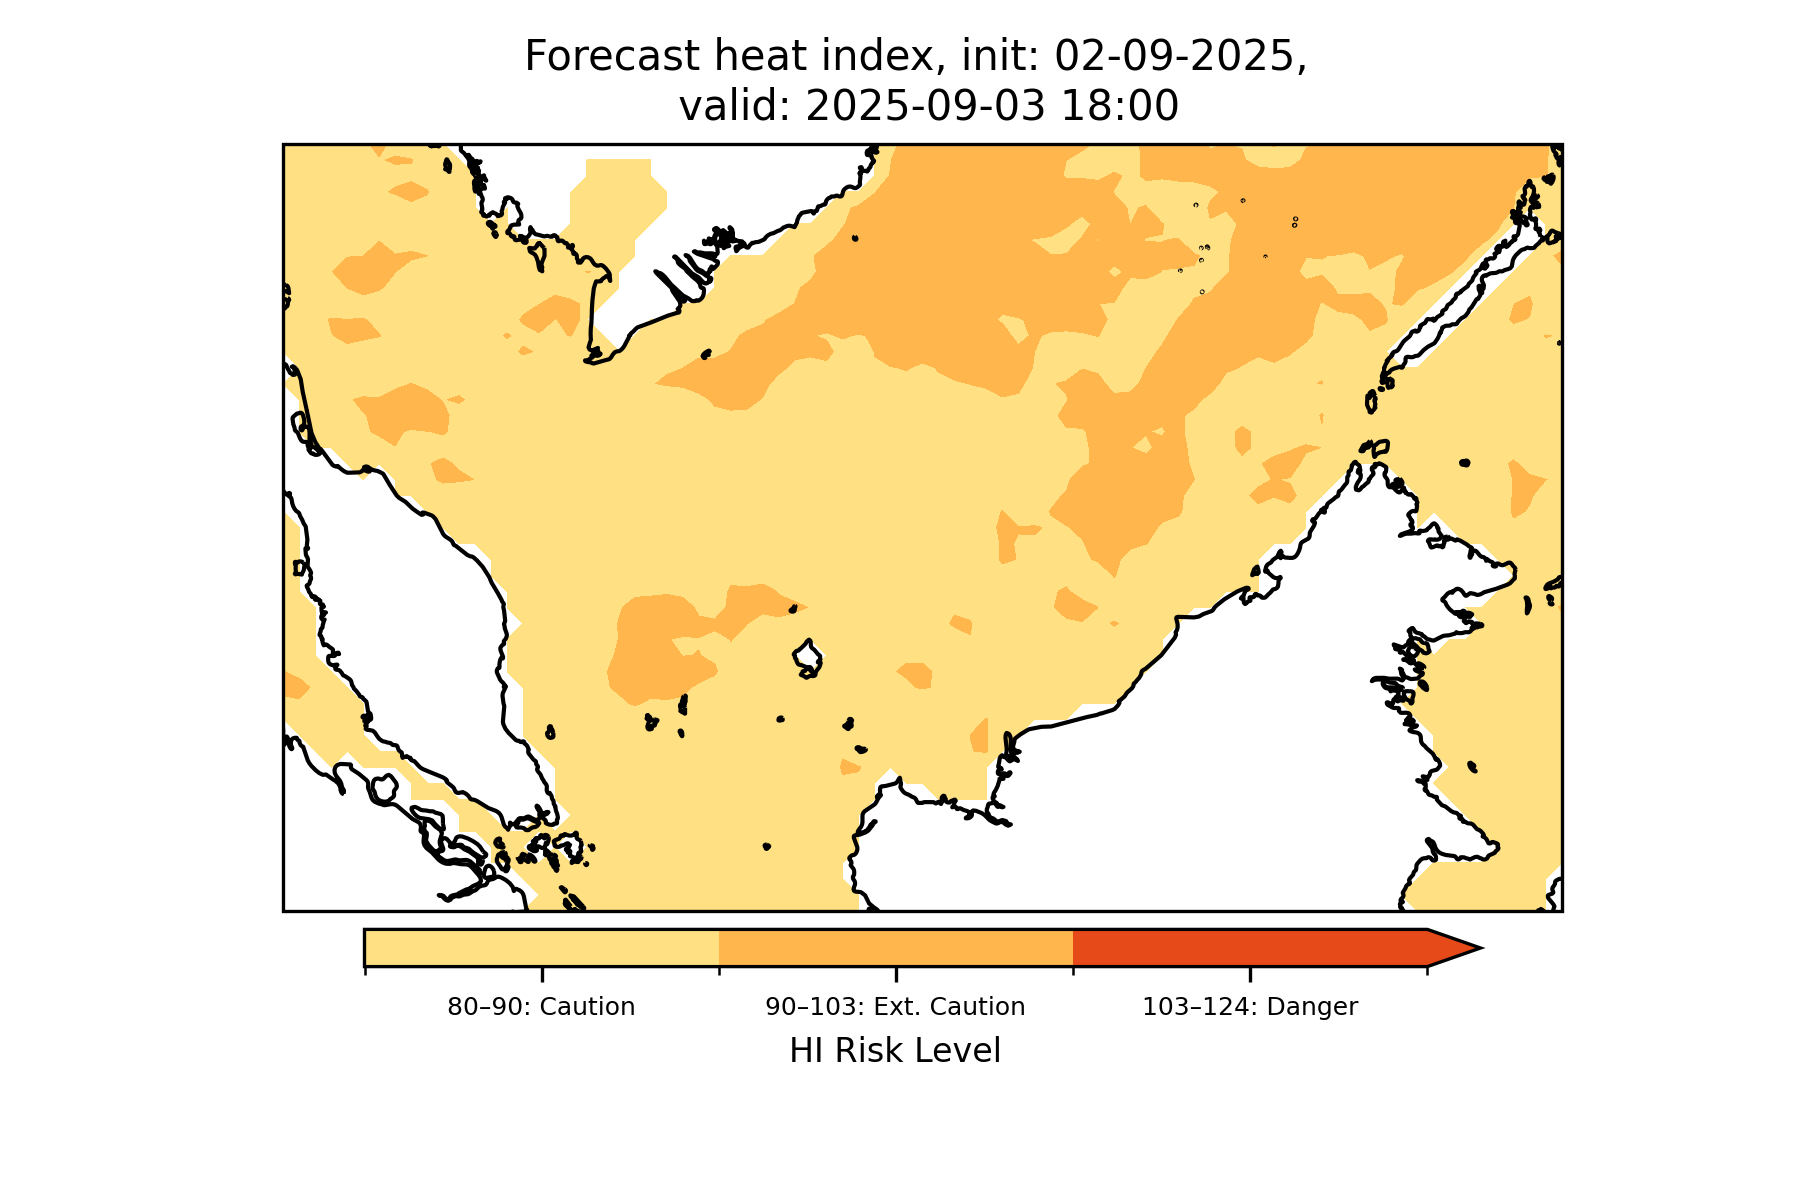 Forecast heat index, init: 02-09-2025,
valid: 2025-09-03 18:00
80–90: Caution
90–103: Ext. Caution
103–124: Danger
HI Risk Level